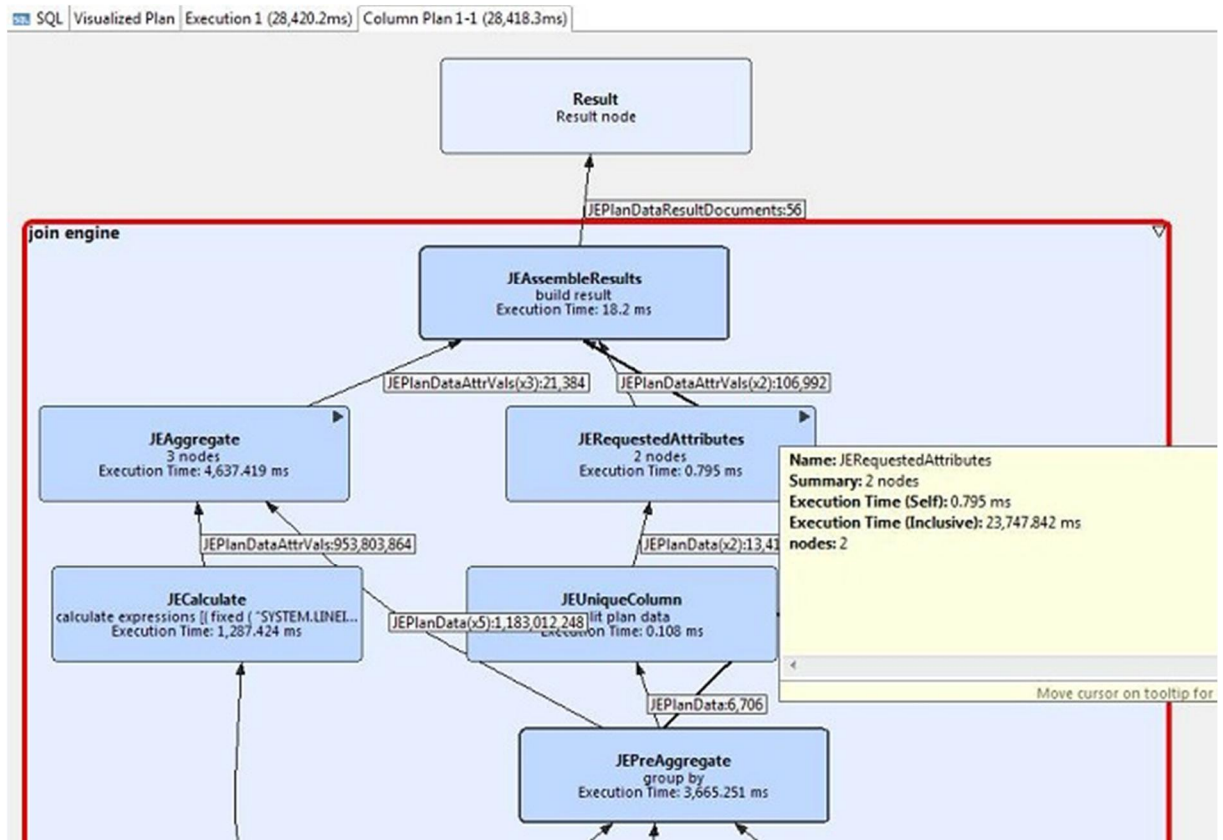 SQL SQL Visualized Plan Execution 1 (28,420.2ms) Column Plan 1-1 (28,418.3ms)
Result
Result node
JEPlanDataResultDocuments:56
join engine
JEAssembleResults
build result
Execution Time: 18.2 ms
JEPlanDataAttrVals(x3):21,384
JEPlanDataAttrVals(x2):106,992
JEAggregate
3 nodes
Execution Time: 4,637.419 ms
JERequestedAttributes
2 nodes
Execution Time: 0.795 ms
Name: JERequestedAttributes
Summary: 2 nodes
Execution Time (Self): 0.795 ms
Execution Time (Inclusive): 23,747.842 ms
nodes: 2
Move cursor on tooltip for
JEPlanDataAttrVals:953,803,864
JEPlanData(x2):13,41
JECalculate
calculate expressions [( fixed ( ^SYSTEM.LINEI...
Execution Time: 1,287.424 ms
JEUniqueColumn
lit plan data
Execution Time: 0.108 ms
JEPlanData(x5):1,183,012,248
JEPlanData:6,706
JEPreAggregate
group by
Execution Time: 3,665.251 ms